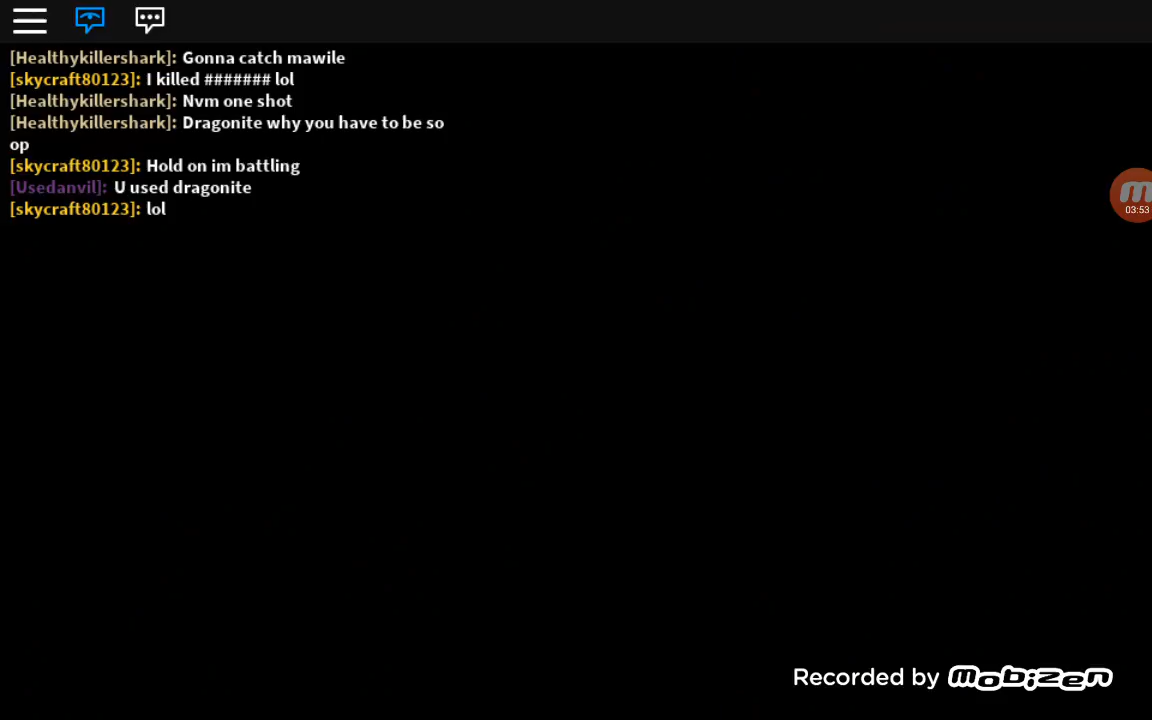 [Healthykillershark]: Gonna catch mawile
[skycraft80123]: I killed ####### lol
[Healthykillershark]: Nvm one shot
[Healthykillershark]: Dragonite why you have to be so
op
[skycraft80123]: Hold on im battling
[Usedanvil]: U used dragonite
[skycraft80123]: lol
03:53
Recorded by mobizen